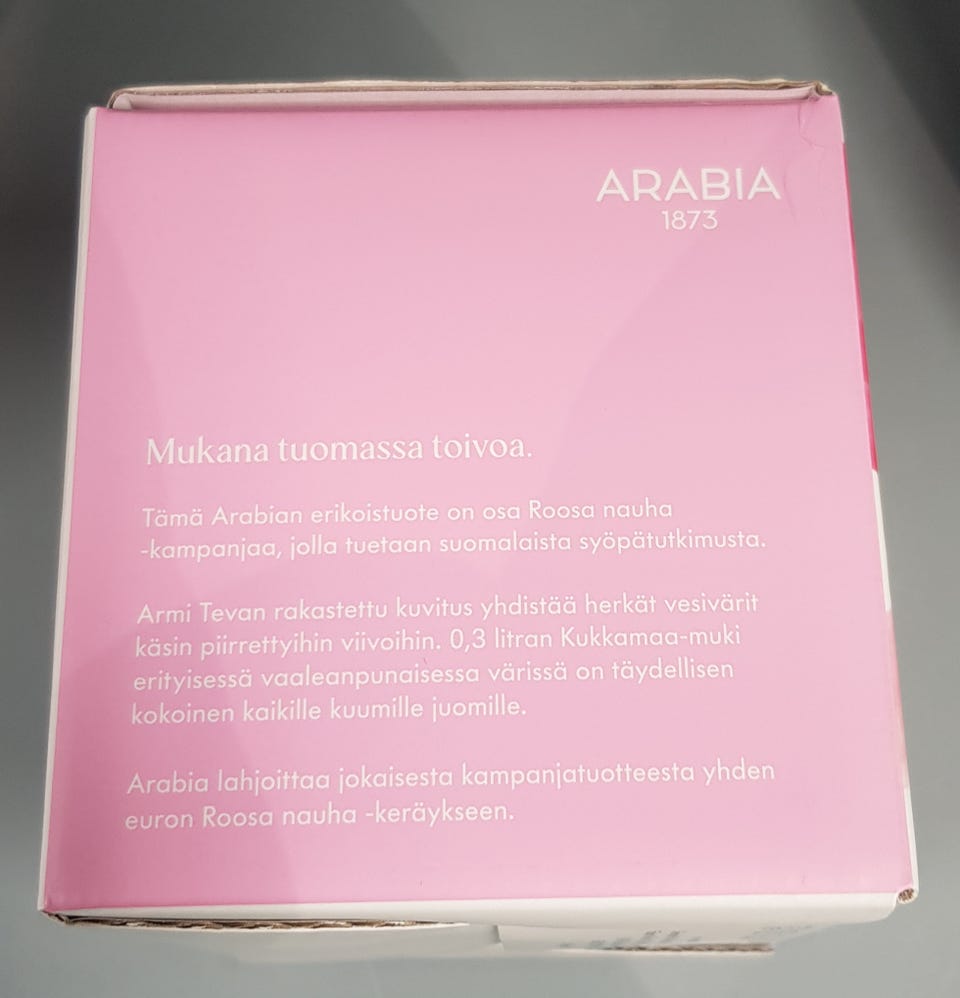 ARABIA
1873
Mukana tuomassa toivoa.
Tämä Arabian erikoistuote on osa Roosa nauha
-kampanjaa, jolla tuetaan suomalaista syöpätutkimusta.
Armi Tevan rakastettu kuvitus yhdistää herkät vesivärit
käsin piirrettyihin viivoihin. 0,3 litran Kukkamaa-muki
erityisessä vaaleanpunaisessa värissä on täydellisen
kokoinen kaikille kuumille juomille.
Arabia lahjoittaa jokaisesta kampanjatuotteesta yhden
euron Roosa nauha -keräykseen.